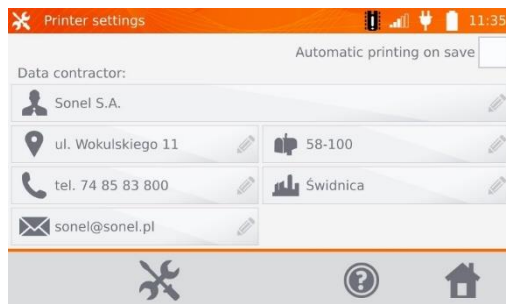 Printer settings 11:35
Automatic printing on save
Data contractor:
Sonel S.A.
ul. Wokulskiego 11 58-100
tel. 74 85 83 800 Świdnica
sonel@sonel.pl